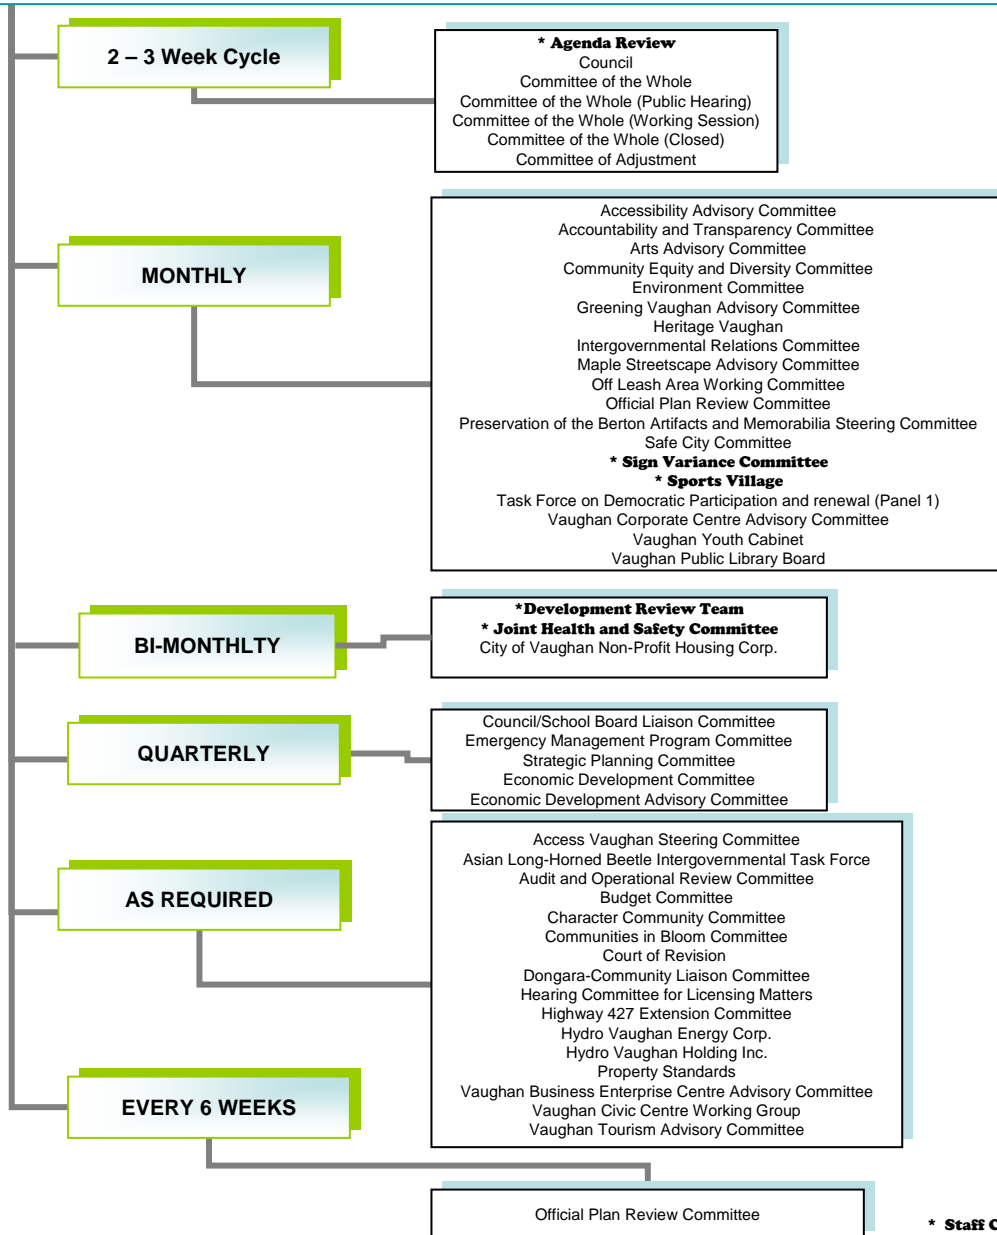 2 – 3 Week Cycle
* Agenda Review
Council
Committee of the Whole
Committee of the Whole (Public Hearing)
Committee of the Whole (Working Session)
Committee of the Whole (Closed)
Committee of Adjustment
MONTHLY
Accessibility Advisory Committee
Accountability and Transparency Committee
Arts Advisory Committee
Community Equity and Diversity Committee
Environment Committee
Greening Vaughan Advisory Committee
Heritage Vaughan
Intergovernmental Relations Committee
Maple Streetscape Advisory Committee
Off Leash Area Working Committee
Official Plan Review Committee
Preservation of the Berton Artifacts and Memorabilia Steering Committee
Safe City Committee
* Sign Variance Committee
* Sports Village
Task Force on Democratic Participation and renewal (Panel 1)
Vaughan Corporate Centre Advisory Committee
Vaughan Youth Cabinet
Vaughan Public Library Board
BI-MONTHLTY
*Development Review Team
* Joint Health and Safety Committee
City of Vaughan Non-Profit Housing Corp.
QUARTERLY
Council/School Board Liaison Committee
Emergency Management Program Committee
Strategic Planning Committee
Economic Development Committee
Economic Development Advisory Committee
AS REQUIRED
Access Vaughan Steering Committee
Asian Long-Horned Beetle Intergovernmental Task Force
Audit and Operational Review Committee
Budget Committee
Character Community Committee
Communities in Bloom Committee
Court of Revision
Dongara-Community Liaison Committee
Hearing Committee for Licensing Matters
Highway 427 Extension Committee
Hydro Vaughan Energy Corp.
Hydro Vaughan Holding Inc.
Property Standards
Vaughan Business Enterprise Centre Advisory Committee
Vaughan Civic Centre Working Group
Vaughan Tourism Advisory Committee
EVERY 6 WEEKS
Official Plan Review Committee
* Staff C